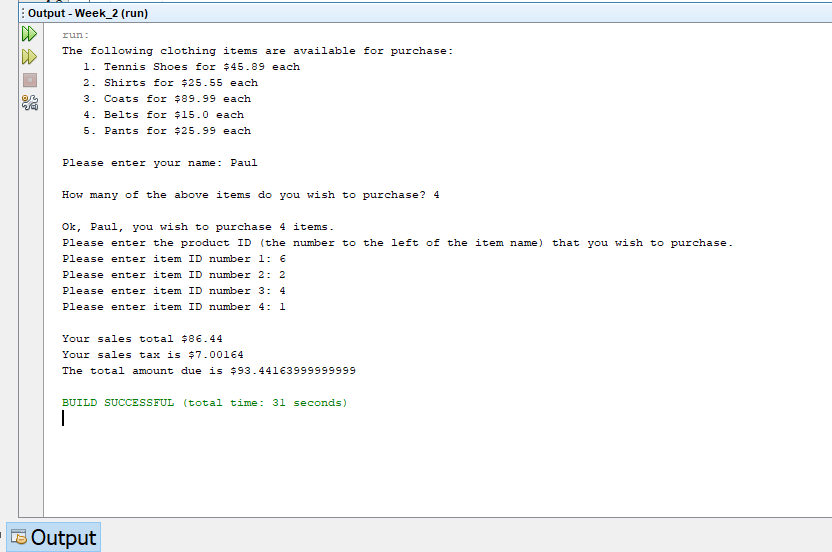 Output - Week_2 (run)
run:
The following clothing items are available for purchase:
1. Tennis Shoes for $45.89 each
2. Shirts for $25.55 each
3. Coats for $89.99 each
4. Belts for $15.0 each
5. Pants for $25.99 each
Please enter your name: Paul
How many of the above items do you wish to purchase? 4
Ok, Paul, you wish to purchase 4 items.
Please enter the product ID (the number to the left of the item name) that you wish to purchase.
Please enter item ID number 1: 6
Please enter item ID number 2: 2
Please enter item ID number 3: 4
Please enter item ID number 4: 1
Your sales total $86.44
Your sales tax is $7.00164
The total amount due is $93.44163999999999
BUILD SUCCESSFUL (total time: 31 seconds)
Output